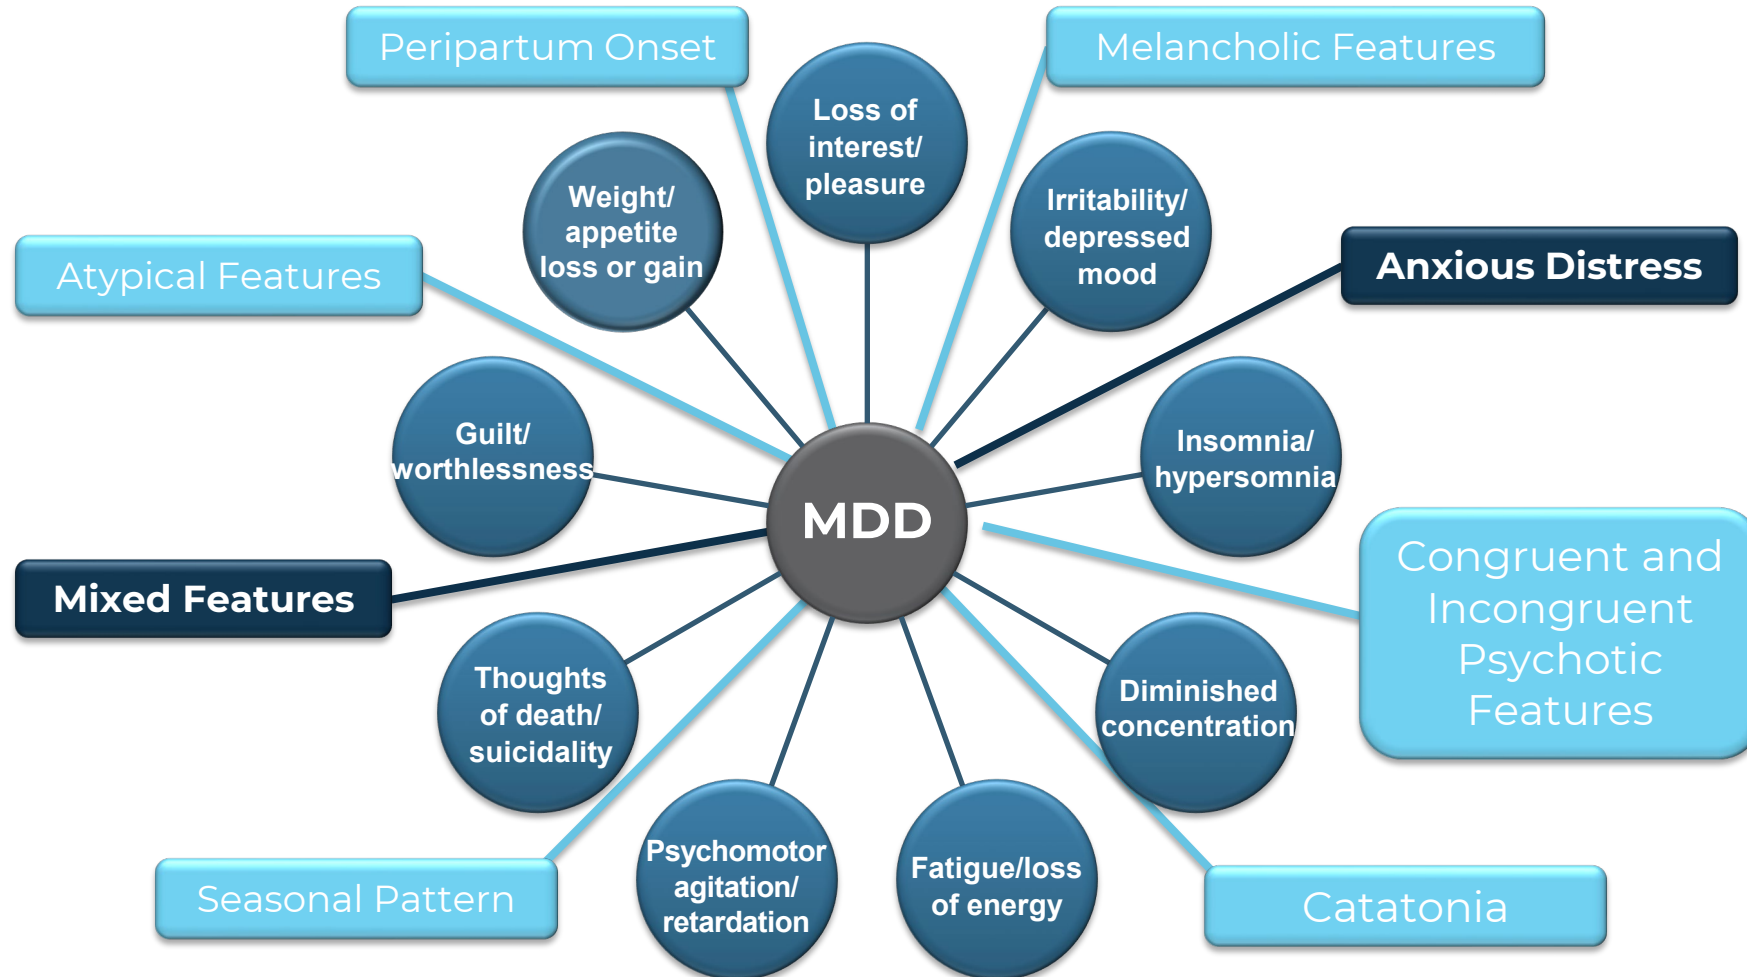 Peripartum Onset
Melancholic Features
Loss of
interest/
pleasure
Weight/
appetite
loss or gain
Irritability/
depressed
mood
Atypical Features
Anxious Distress
Guilt/
worthlessness
Insomnia/
hypersomnia
MDD
Mixed Features
Congruent and
Incongruent
Psychotic
Features
Thoughts
of death/
suicidality
Diminished
concentration
Psychomotor
agitation/
retardation
Fatigue/loss
of energy
Seasonal Pattern
Catatonia